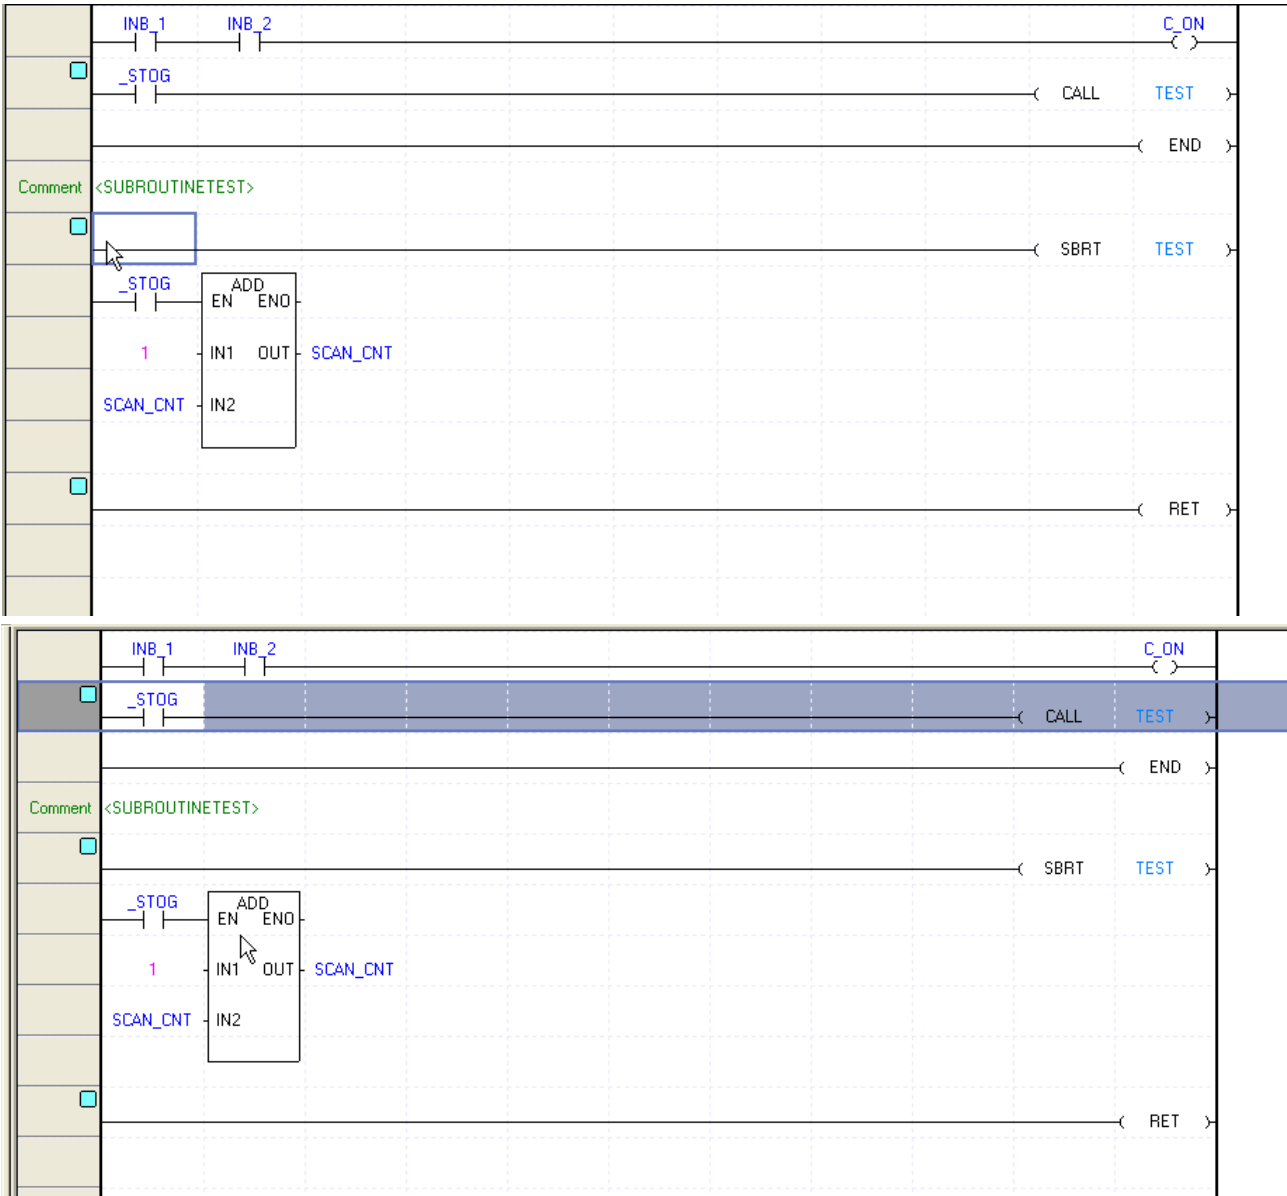 INB_1 INB_2 C_ON
_STOG
CALL TEST
END
Comment <SUBROUTINETEST>
SBRT TEST
_STOG ADD
EN ENO
1 IN1 OUT SCAN_CNT
SCAN_CNT IN2
RET
INB_1 INB_2 C_ON
_STOG
CALL TEST
END
Comment <SUBROUTINETEST>
SBRT TEST
_STOG ADD
EN ENO
1 IN1 OUT SCAN_CNT
SCAN_CNT IN2
RET